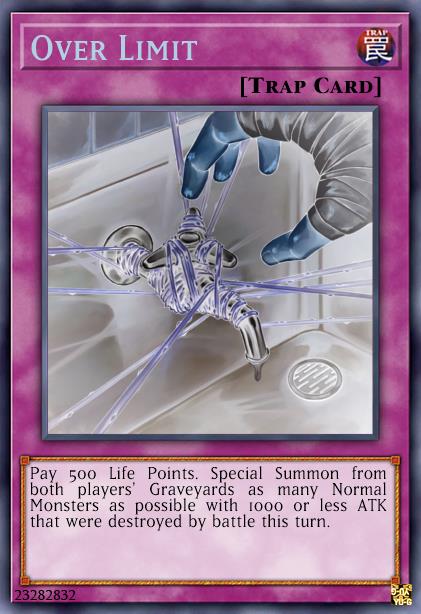 Over Limit
TRAP
罠
[Trap Card]
Pay 500 Life Points. Special Summon from
both players' Graveyards as many Normal
Monsters as possible with 1000 or less ATK
that were destroyed by battle this turn.
23282832